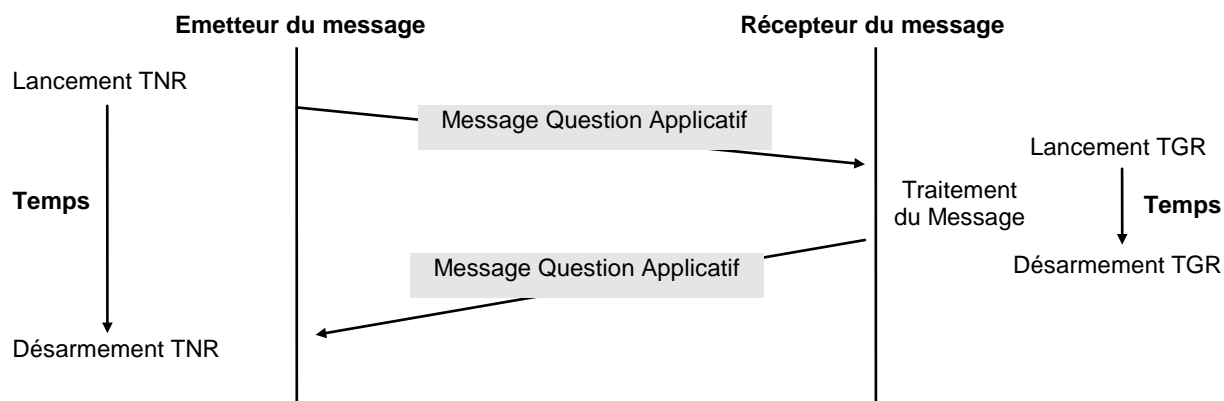 Emetteur du message
Récepteur du message
Lancement TNR
Message Question Applicatif
Lancement TGR
Temps
Traitement
du Message
Temps
Message Question Applicatif
Désarmement TGR
Désarmement TNR